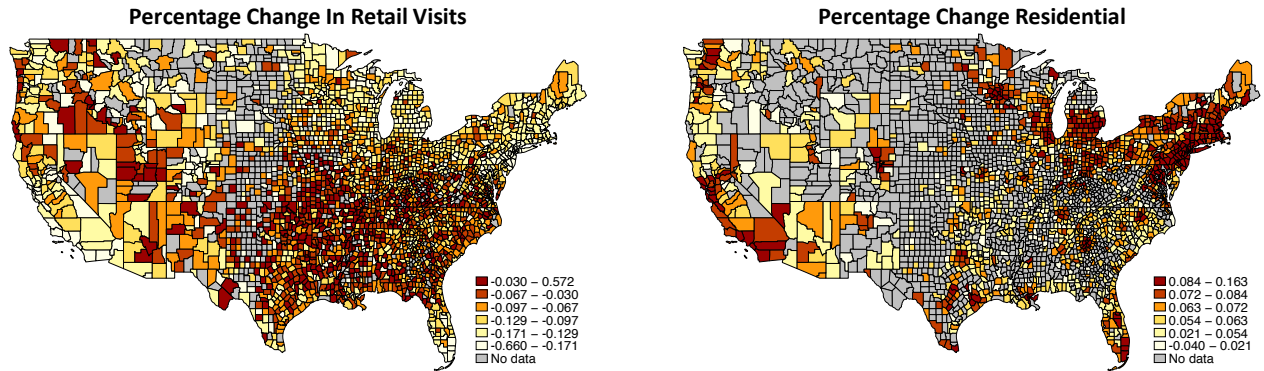 Percentage Change In Retail Visits
-0.030 – 0.572
-0.067 – -0.030
-0.097 – -0.067
-0.129 – -0.097
-0.171 – -0.129
-0.660 – -0.171
No data
Percentage Change Residential
0.084 – 0.163
0.072 – 0.084
0.063 – 0.072
0.054 – 0.063
0.021 – 0.054
-0.040 – 0.021
No data